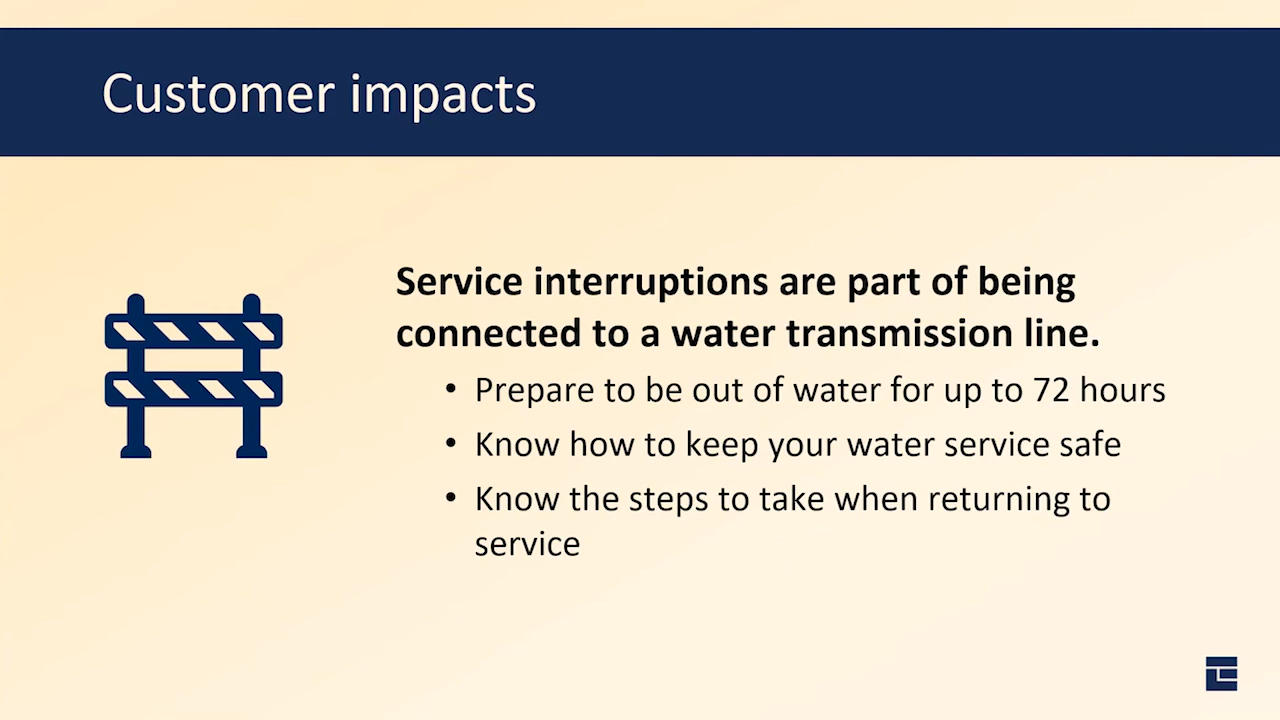 Customer impacts
Service interruptions are part of being
connected to a water transmission line.
• Prepare to be out of water for up to 72 hours
• Know how to keep your water service safe
• Know the steps to take when returning to
service